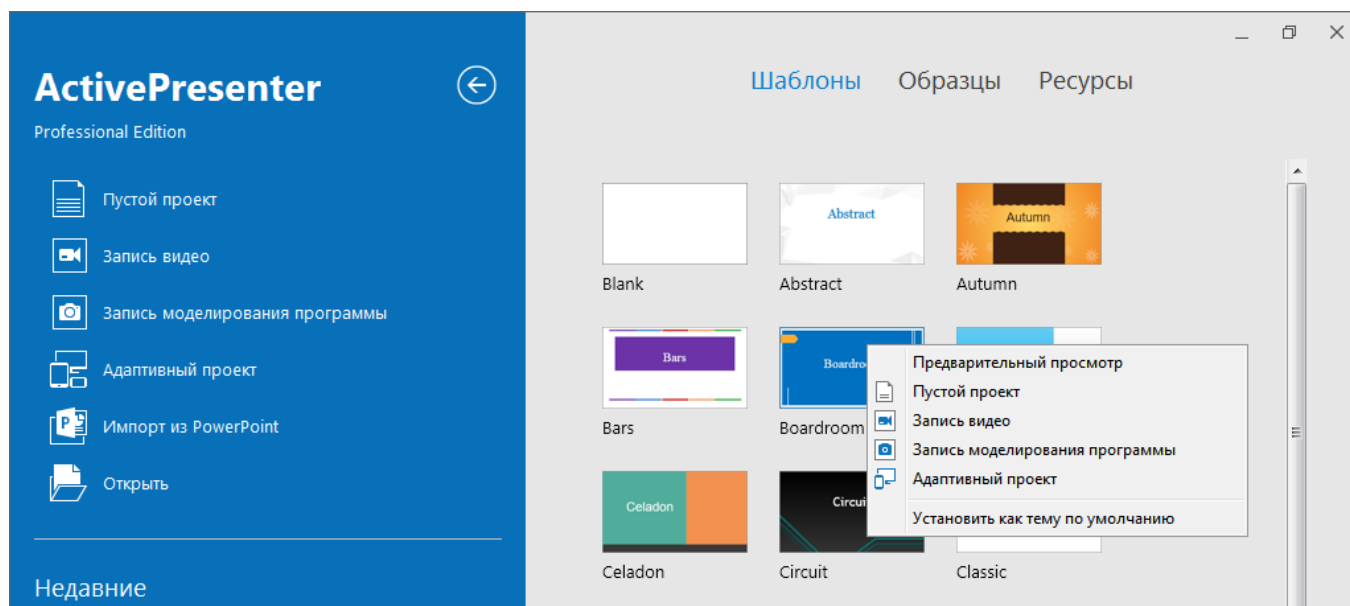 ActivePresenter
Professional Edition
Пустой проект
Запись видео
Запись моделирования программы
Адаптивный проект
Импорт из PowerPoint
Открыть
Недавние
Шаблоны Образцы Ресурсы
Abstract
Autumn
Blank
Abstract
Autumn
Bars
Bars
Boardroom
Предварительный просмотр
Пустой проект
Запись видео
Запись моделирования программы
Адаптивный проект
Установить как тему по умолчанию
Celadon
Celadon
Circuit
Classic